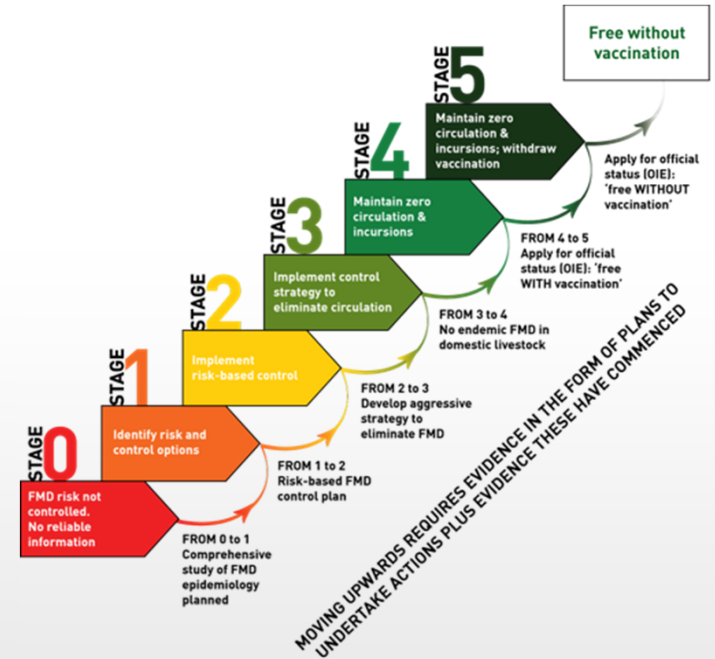 Free without
vaccination
STAGE 5
Maintain zero
circulation &
incursions; withdraw
vaccination
Apply for official
status (OIE):
'free WITHOUT
vaccination'
STAGE 4
Maintain zero
circulation &
incursions
FROM 4 to 5
Apply for official
status (OIE): 'free
WITH vaccination'
STAGE 3
Implement control
strategy to
eliminate circulation
FROM 3 to 4
No endemic FMD in
domestic livestock
STAGE 2
Implement
risk-based control
FROM 2 to 3
Develop aggressive
strategy to
eliminate FMD
STAGE 1
Identify risk and
control options
FROM 1 to 2
Risk-based FMD
control plan
STAGE 0
FMD risk not
controlled.
No reliable
information
FROM 0 to 1
Comprehensive
study of FMD
epidemiology
planned
MOVING UPWARDS REQUIRES EVIDENCE IN THE FORM OF PLANS TO
UNDERTAKE ACTIONS PLUS EVIDENCE THESE HAVE COMMENCED